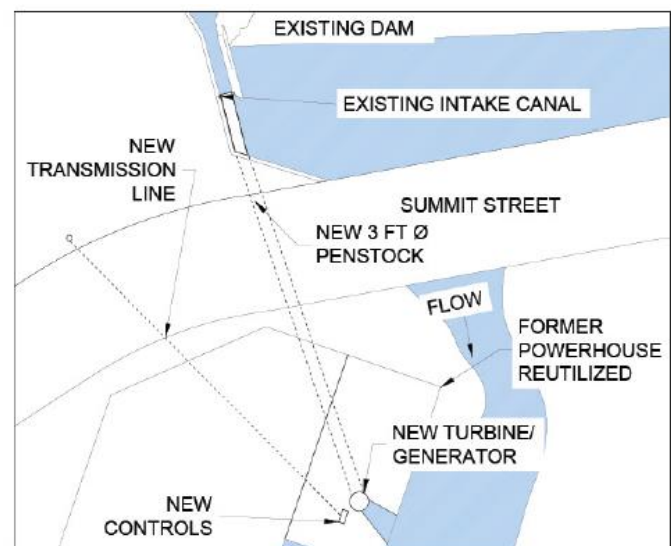 EXISTING DAM
EXISTING INTAKE CANAL
NEW
TRANSMISSION
LINE
SUMMIT STREET
NEW 3 FT Ø
PENSTOCK
FLOW
FORMER
POWERHOUSE
REUTILIZED
NEW TURBINE/
GENERATOR
NEW
CONTROLS